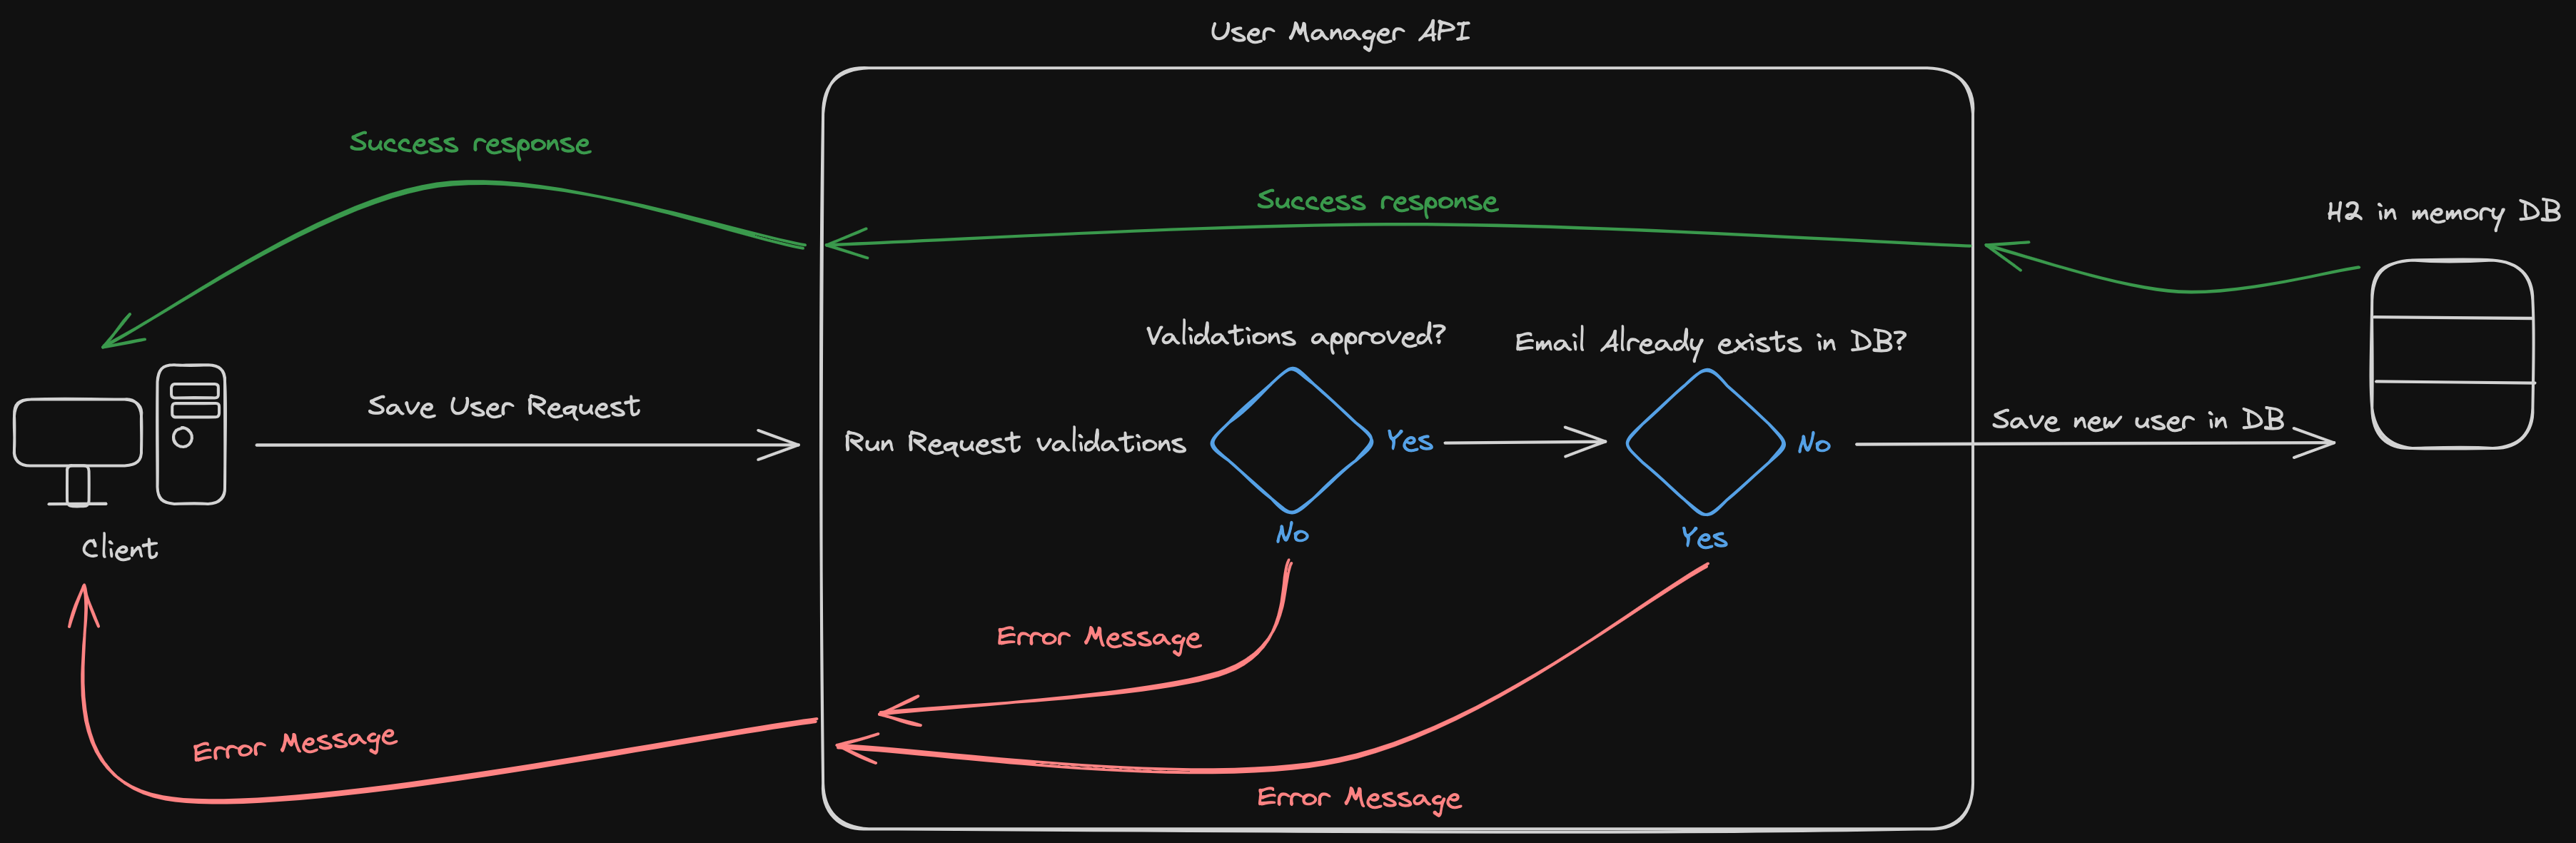 User Manager API
Success response
Success response
H2 in memory DB
Validations approved?
Email Already exists in DB?
Save User Request
Run Request validations
Yes
No
Save new user in DB
No
Yes
Client
Error Message
Error Message
Error Message